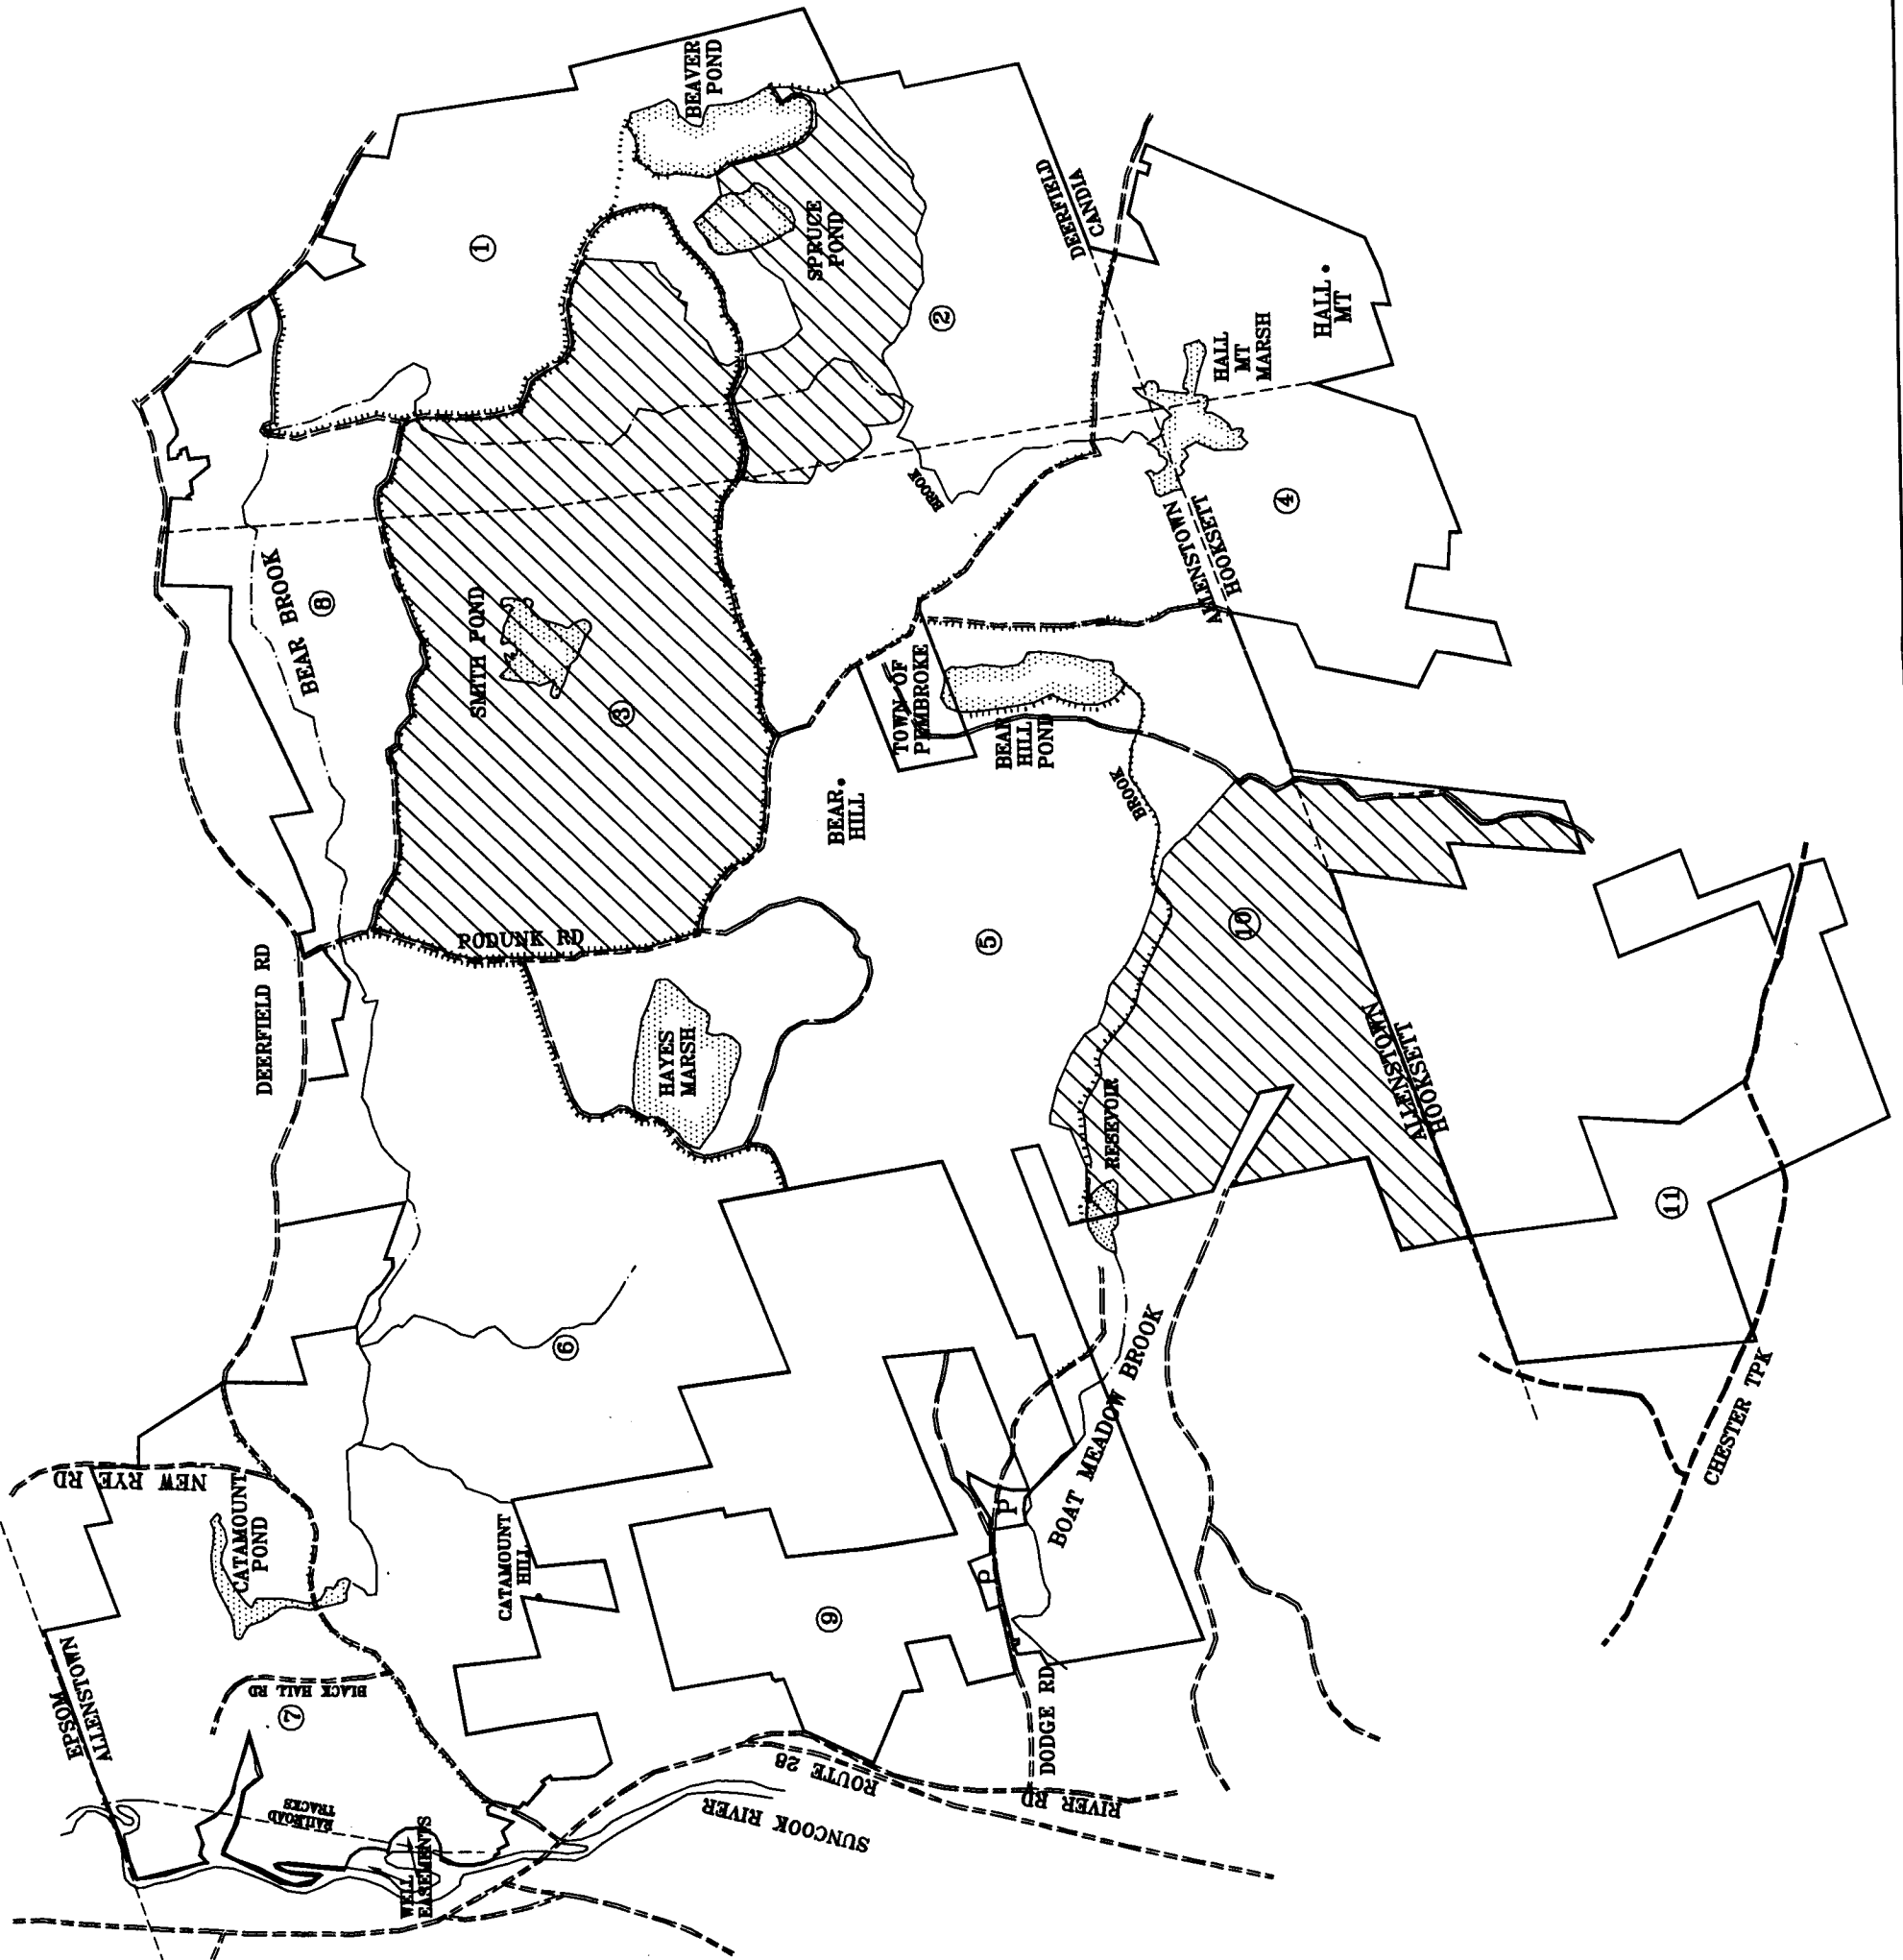 BEAVER
POND
①
SPRUCE
POND
②
DEERFIRLD
CANDIA
HALL
MT
HALL
MT
MARSH
④
ALLENSTOWN
HOOKSETT
BROOK
BEAR BROOK
⑧
SMITH POND
③
TOWN OF
PEMBROKE
BEAR
HILL
POND
BEAR
HILL
BROOK
⑩
⑤
PODUNK RD
DEERFIELD RD
HAYES
MARSH
RESEVOIR
ALLENSTOWN
HOOKSETT
⑪
⑥
BOAT MEADOW BROOK
CHESTER TPK
NEW RYE RD
CATAMOUNT
POND
CATAMOUNT
HILL
P
P
⑨
EPSOM
ALLENSTOWN
BLACK HALL RD
⑦
DODGE RD
RAILROAD
TRACKS
WELL
EASEMENTS
SUNCOOK RIVER
ROUTE 28
RIVER RD